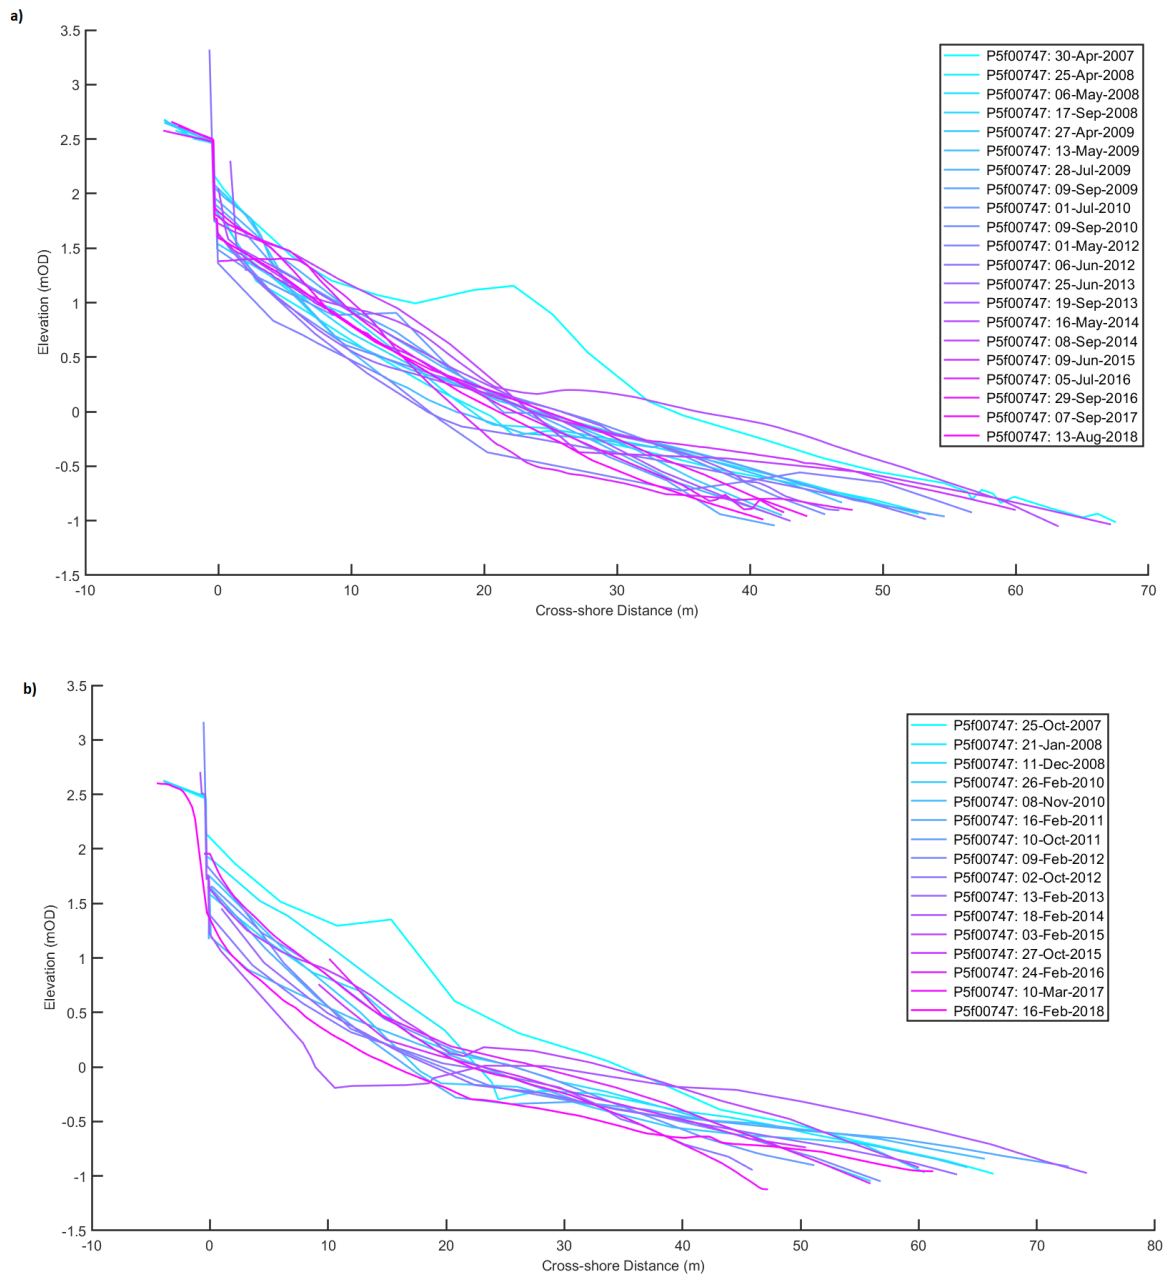 a)
3.5
3
2.5
2
1.5
1
0.5
0
-0.5
-1
-1.5
Elevation (mOD)
-10 0 10 20 30 40 50 60 70
Cross-shore Distance (m)
P5f00747: 30-Apr-2007
P5f00747: 25-Apr-2008
P5f00747: 06-May-2008
P5f00747: 17-Sep-2008
P5f00747: 27-Apr-2009
P5f00747: 13-May-2009
P5f00747: 28-Jul-2009
P5f00747: 09-Sep-2009
P5f00747: 01-Jul-2010
P5f00747: 09-Sep-2010
P5f00747: 01-May-2012
P5f00747: 06-Jun-2012
P5f00747: 25-Jun-2013
P5f00747: 19-Sep-2013
P5f00747: 16-May-2014
P5f00747: 08-Sep-2014
P5f00747: 09-Jun-2015
P5f00747: 05-Jul-2016
P5f00747: 29-Sep-2016
P5f00747: 07-Sep-2017
P5f00747: 13-Aug-2018
b)
3.5
3
2.5
2
1.5
1
0.5
0
-0.5
-1
-1.5
Elevation (mOD)
-10 0 10 20 30 40 50 60 70 80
Cross-shore Distance (m)
P5f00747: 25-Oct-2007
P5f00747: 21-Jan-2008
P5f00747: 11-Dec-2008
P5f00747: 26-Feb-2010
P5f00747: 08-Nov-2010
P5f00747: 16-Feb-2011
P5f00747: 10-Oct-2011
P5f00747: 09-Feb-2012
P5f00747: 02-Oct-2012
P5f00747: 13-Feb-2013
P5f00747: 18-Feb-2014
P5f00747: 03-Feb-2015
P5f00747: 27-Oct-2015
P5f00747: 24-Feb-2016
P5f00747: 10-Mar-2017
P5f00747: 16-Feb-2018